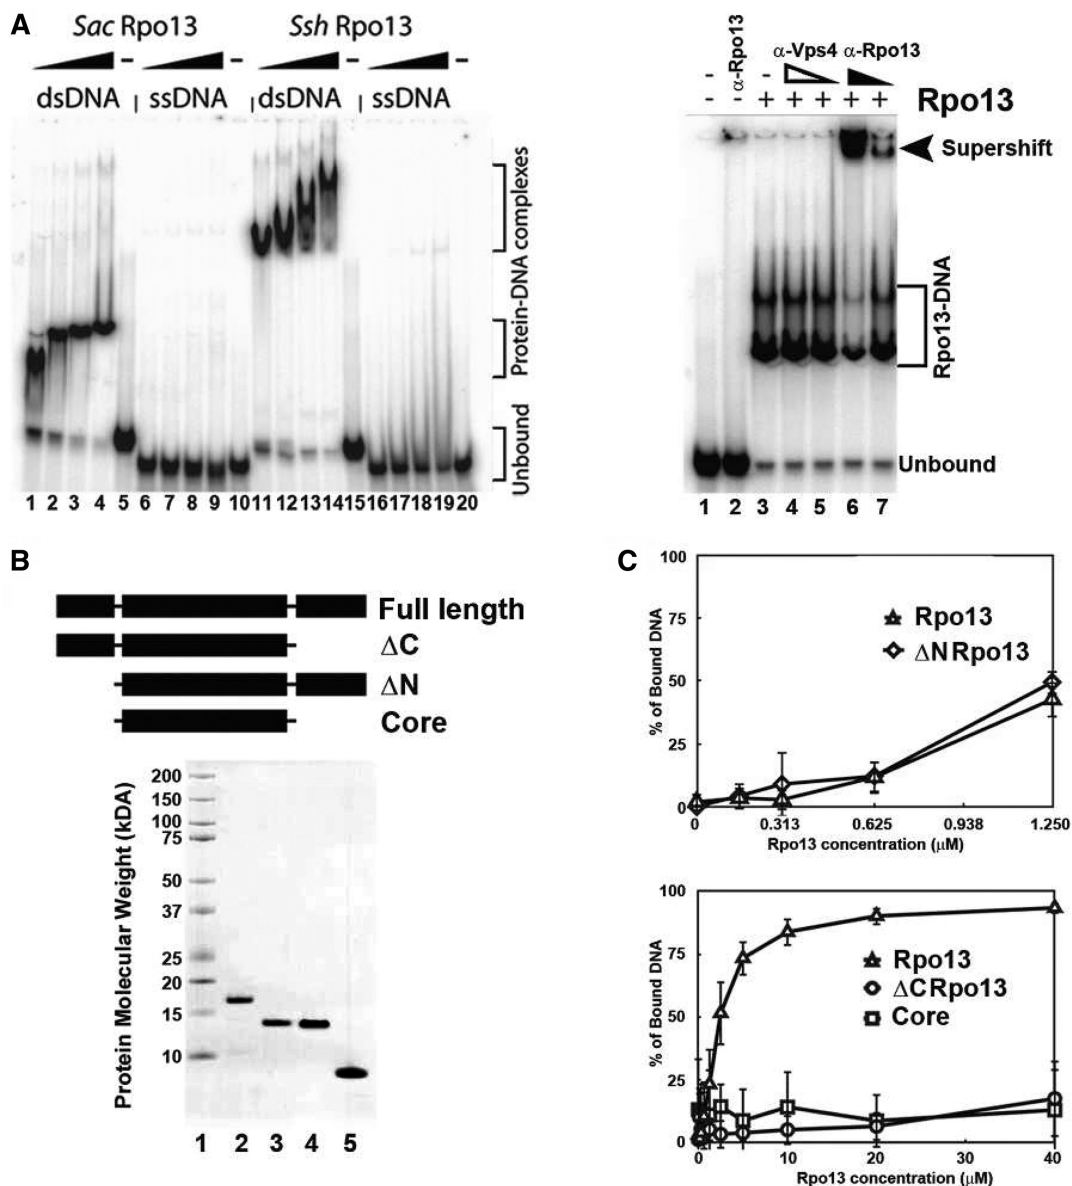 A
Sac Rpo13 Ssh Rpo13
- - - -
dsDNA ssDNA dsDNA ssDNA
Protein-DNA complexes
Unbound
1 2 3 4 5 6 7 8 9 10 11 12 13 14 15 16 17 18 19 20
α-Vps4 α-Rpo13
- α-Rpo13 -
- - + + + + + Rpo13
Supershift
Rpo13-DNA
Unbound
1 2 3 4 5 6 7
B
Full length
ΔC
ΔN
Core
Protein Molecular Weight (kDA)
200
150
100
75
50
37
25
20
15
10
1 2 3 4 5
C
100
75
50
25
0
% of Bound DNA
Rpo13
ΔNRpo13
0 0.313 0.625 0.938 1.250
Rpo13 concentration (μM)
100
75
50
25
0
% of Bound DNA
Rpo13
ΔCRpo13
Core
0 10 20 30 40
Rpo13 concentration (μM)